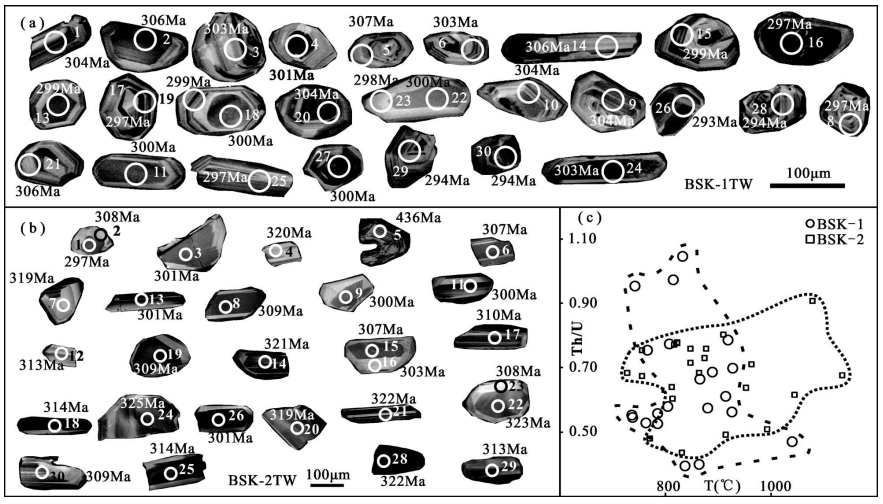 (a)
306Ma 303Ma 307Ma 303Ma 297Ma
1 2 3 4 5 6 306Ma14 15 16
304Ma 301Ma 299Ma
299Ma 17 19 299Ma 304Ma 298Ma 300Ma 304Ma
13 297Ma 18 20 23 22 10 9 26 28 297Ma
300Ma 304Ma 293Ma 294Ma 8
300Ma
21 11 297Ma 25 27 29 30 303Ma 24
306Ma 300Ma 294Ma 294Ma
BSK-1TW 100μm
(b)
308Ma 436Ma
2 320Ma 307Ma
1 3 4 5 6
297Ma 301Ma
319Ma
7 13 8 9 11
301Ma 309Ma 300Ma 300Ma
321Ma 307Ma 310Ma
12 19 14 15 17
313Ma 309Ma 16 303Ma
308Ma
314Ma 325Ma 319Ma 322Ma 23
18 24 26 20 21 22
301Ma 323Ma
314Ma 313Ma
30 309Ma 25 28 29
322Ma
BSK-2TW 100μm
(c)
BSK-1
BSK-2
1.10
0.90
Th/U
0.70
0.50
800 T(℃) 1000